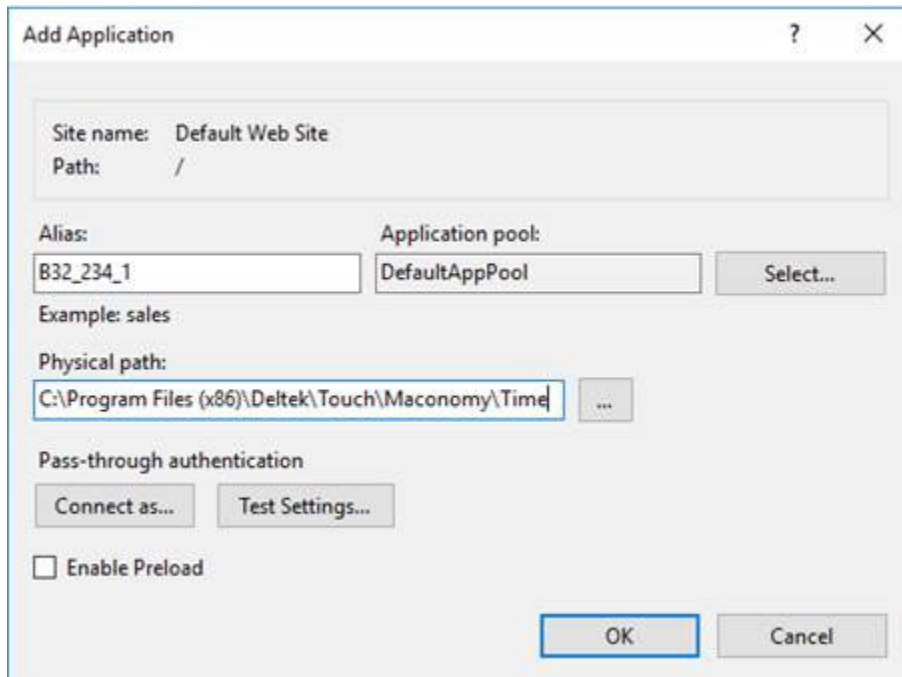 Add Application ?
Site name: Default Web Site
Path: /
Alias: Application pool:
B32_234_1 DefaultAppPool Select...
Example: sales
Physical path:
C:\Program Files (x86)\Deltek\Touch\Maconomy\Time ...
Pass-through authentication
Connect as... Test Settings...
Enable Preload
OK Cancel